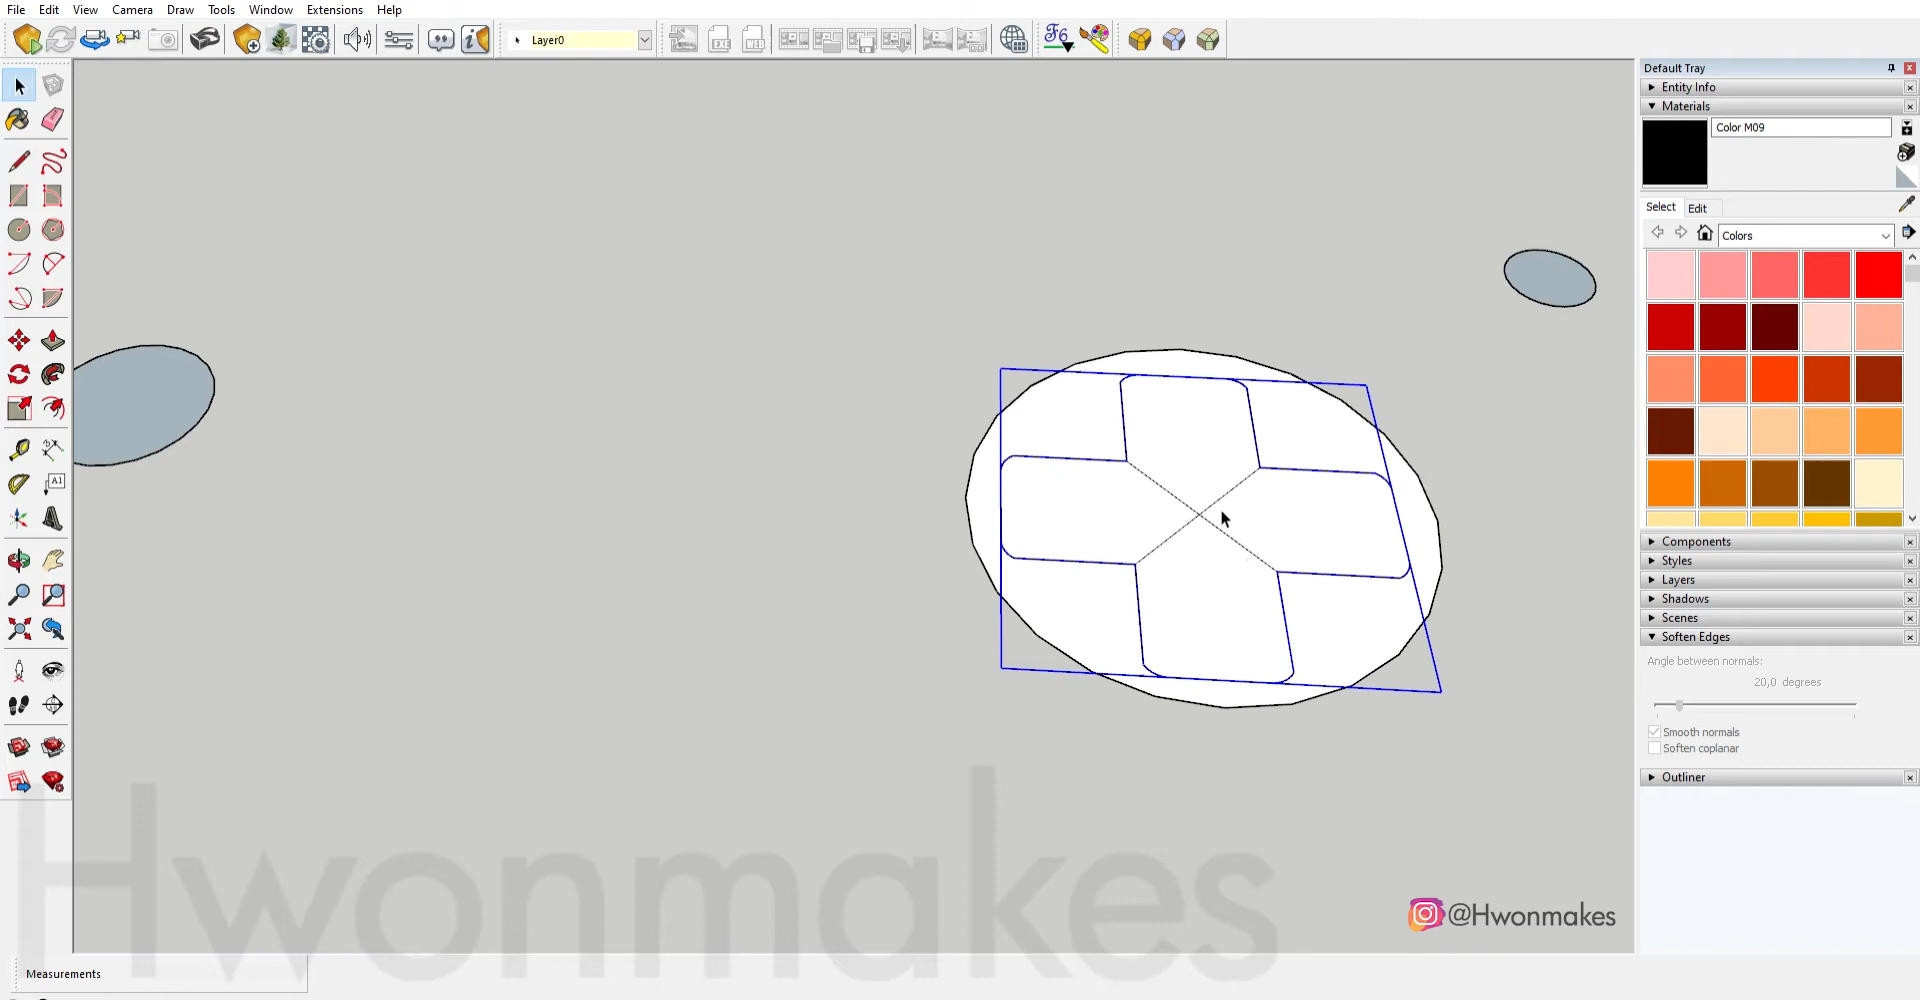 File Edit View Camera Draw Tools Window Extensions Help
Layer0
Default Tray
Entity Info
Materials
Color M09
Select Edit
Colors
Components
Styles
Layers
Shadows
Scenes
Soften Edges
Angle between normals:
20,0 degrees
Smooth normals
Soften coplanar
Outliner
Hwonmakes
@Hwonmakes
Measurements